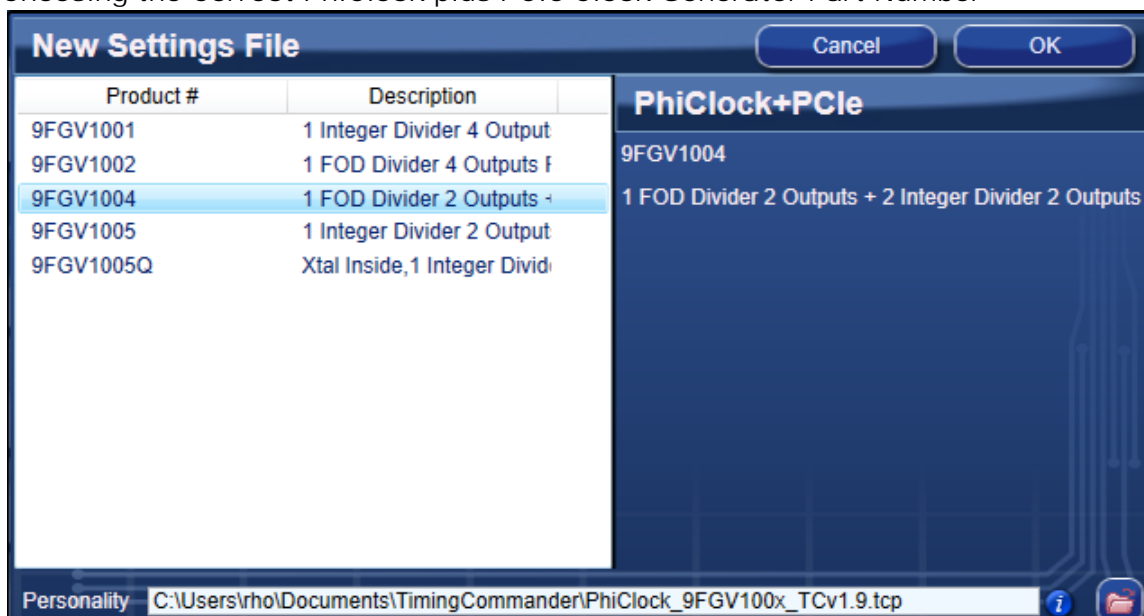 New Settings File Cancel OK
Product # Description
9FGV1001 1 Integer Divider 4 Output
9FGV1002 1 FOD Divider 4 Outputs
9FGV1004 1 FOD Divider 2 Outputs +
9FGV1005 1 Integer Divider 2 Output
9FGV1005Q Xtal Inside,1 Integer
PhiClock+PCIe
9FGV1004
1 FOD Divider 2 Outputs + 2 Integer Divider 2 Outputs
Personality C:\Users\rho\Documents\TimingCommander\PhiClock_9FGV100x_TCv1.9.tcp